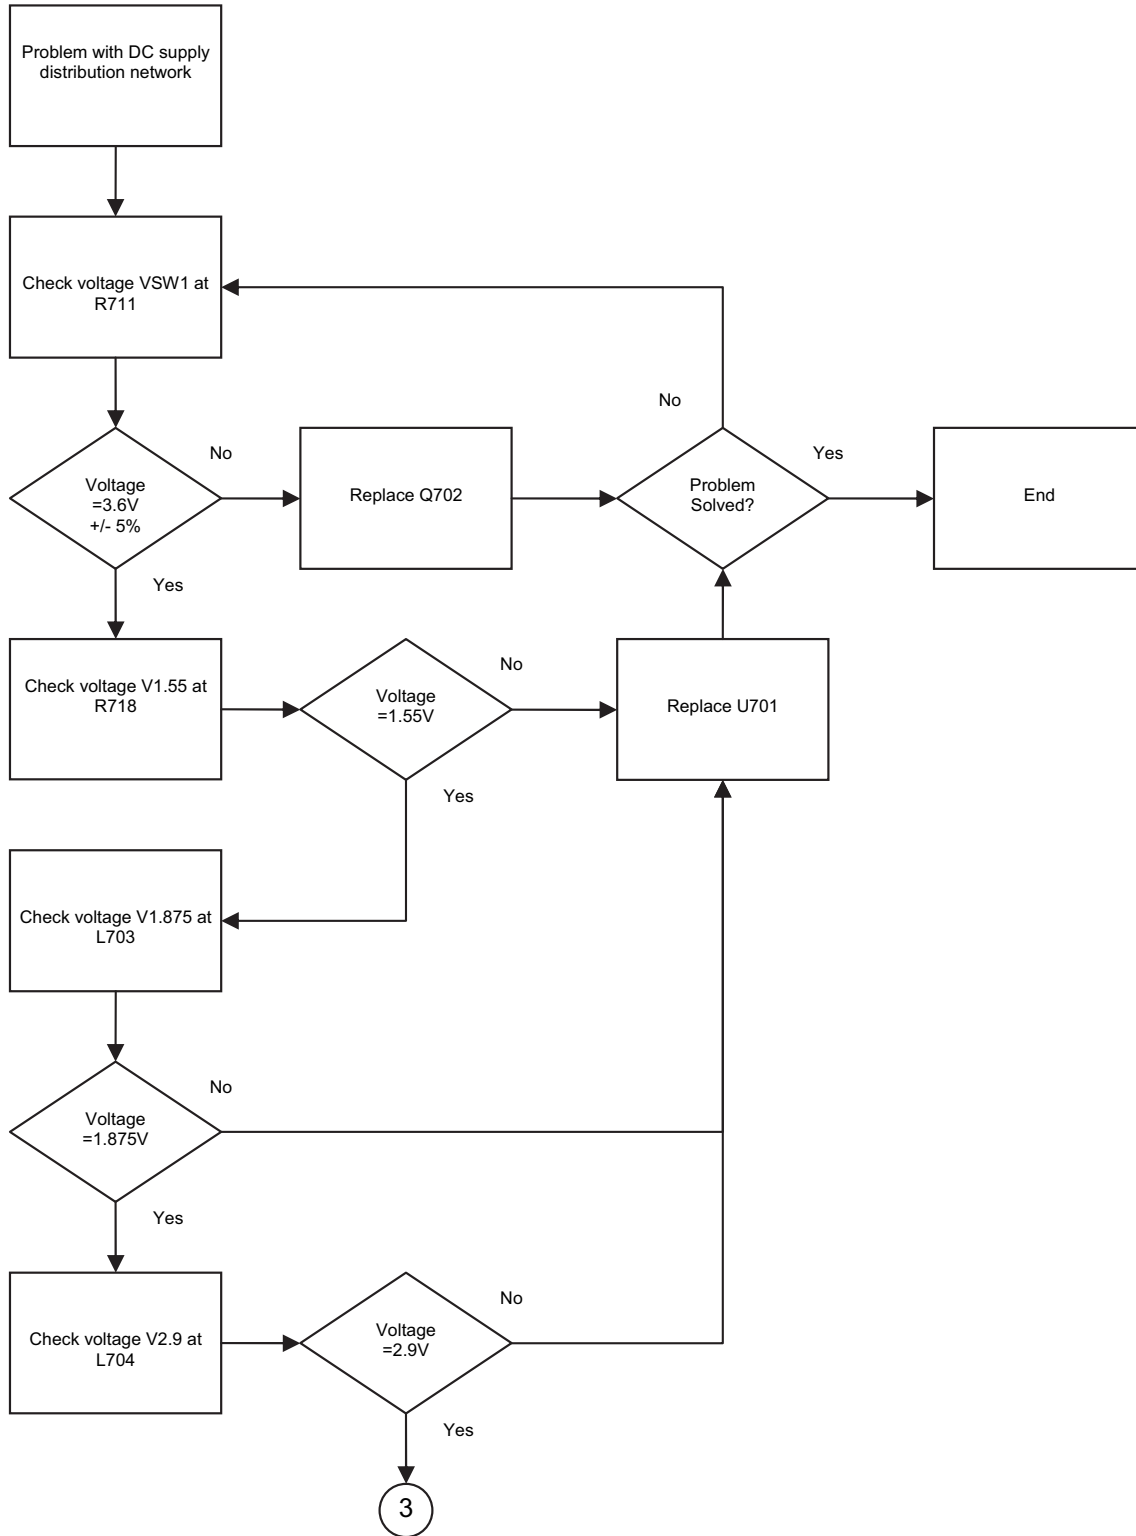 Problem with DC supply
distribution network
Check voltage VSW1 at
R711
No
No
Yes
Voltage
=3.6V
+/- 5%
Replace Q702
Problem
Solved?
End
Yes
Check voltage V1.55 at
R718
Voltage
=1.55V
No
Replace U701
Yes
Check voltage V1.875 at
L703
No
Voltage
=1.875V
Yes
Check voltage V2.9 at
L704
Voltage
=2.9V
No
Yes
3